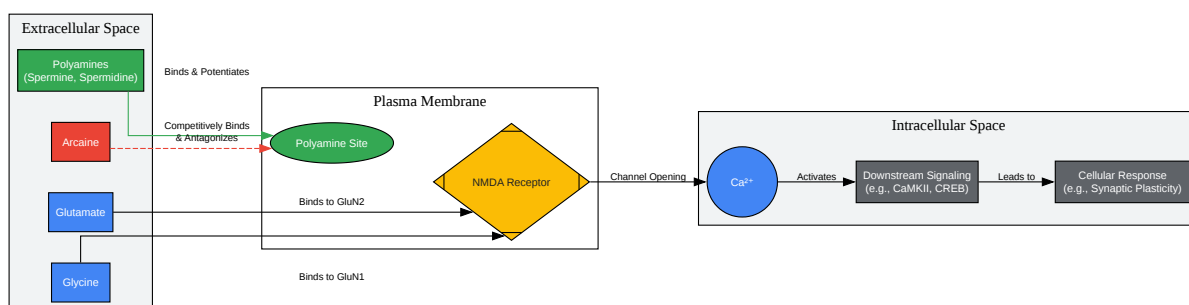 Extracellular Space
Polyamines
(Spermine, Spermidine)
Binds & Potentiates
Arcaine
Competitively Binds
& Antagonizes
Glutamate
Binds to GluN2
Glycine
Binds to GluN1
Plasma Membrane
Polyamine Site
NMDA Receptor
Channel Opening
Intracellular Space
Ca²⁺
Activates
Downstream Signaling
(e.g., CaMKII, CREB)
Leads to
Cellular Response
(e.g., Synaptic Plasticity)